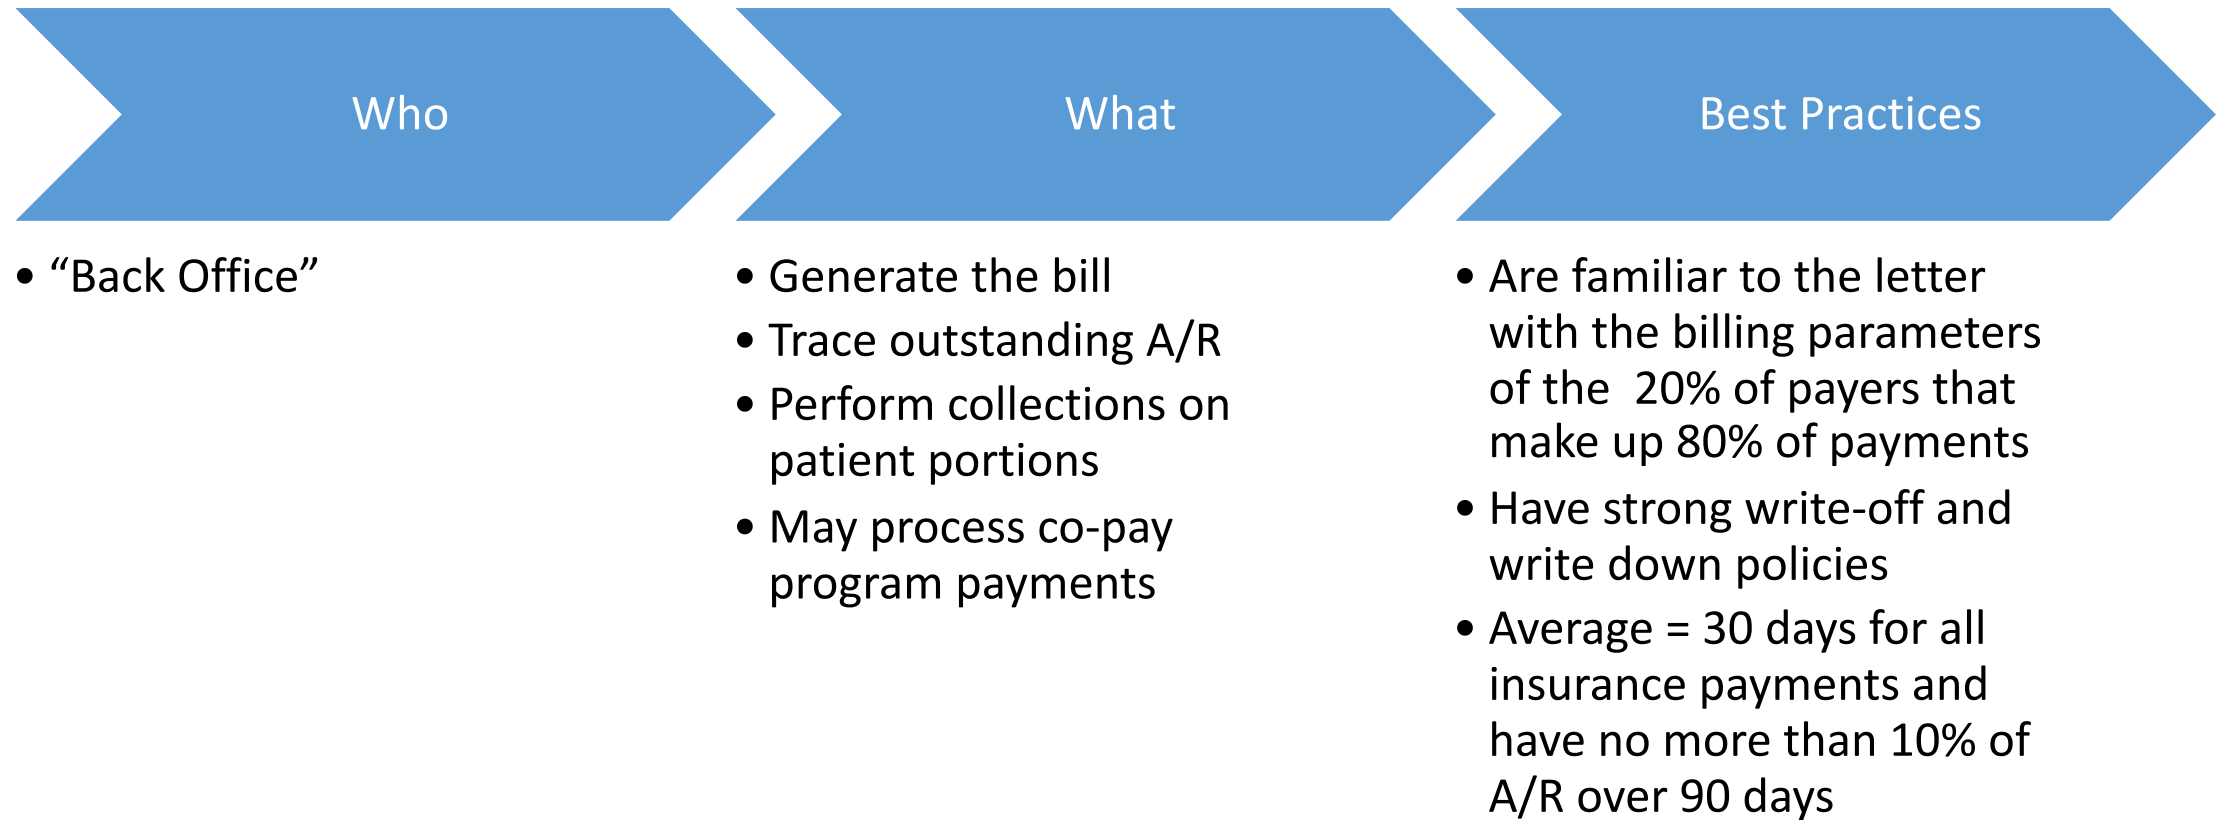 Who
• “Back Office”
What
• Generate the bill
• Trace outstanding A/R
• Perform collections on
patient portions
• May process co-pay
program payments
Best Practices
• Are familiar to the letter
with the billing parameters
of the  20% of payers that
make up 80% of payments
• Have strong write-off and
write down policies
• Average = 30 days for all
insurance payments and
have no more than 10% of
A/R over 90 days